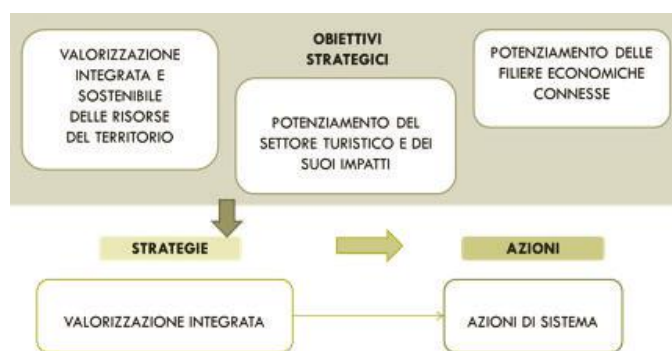 VALORIZZAZIONE
INTEGRATA E
SOSTENIBILE
DELLE RISORSE
DEL TERRITORIO
OBIETTIVI
STRATEGICI
POTENZIAMENTO DEL
SETTORE TURISTICO E DEI
SUOI IMPATTI
POTENZIAMENTO DELLE
FILIERE ECONOMICHE
CONNESSE
STRATEGIE
AZIONI
VALORIZZAZIONE INTEGRATA
AZIONI DI SISTEMA